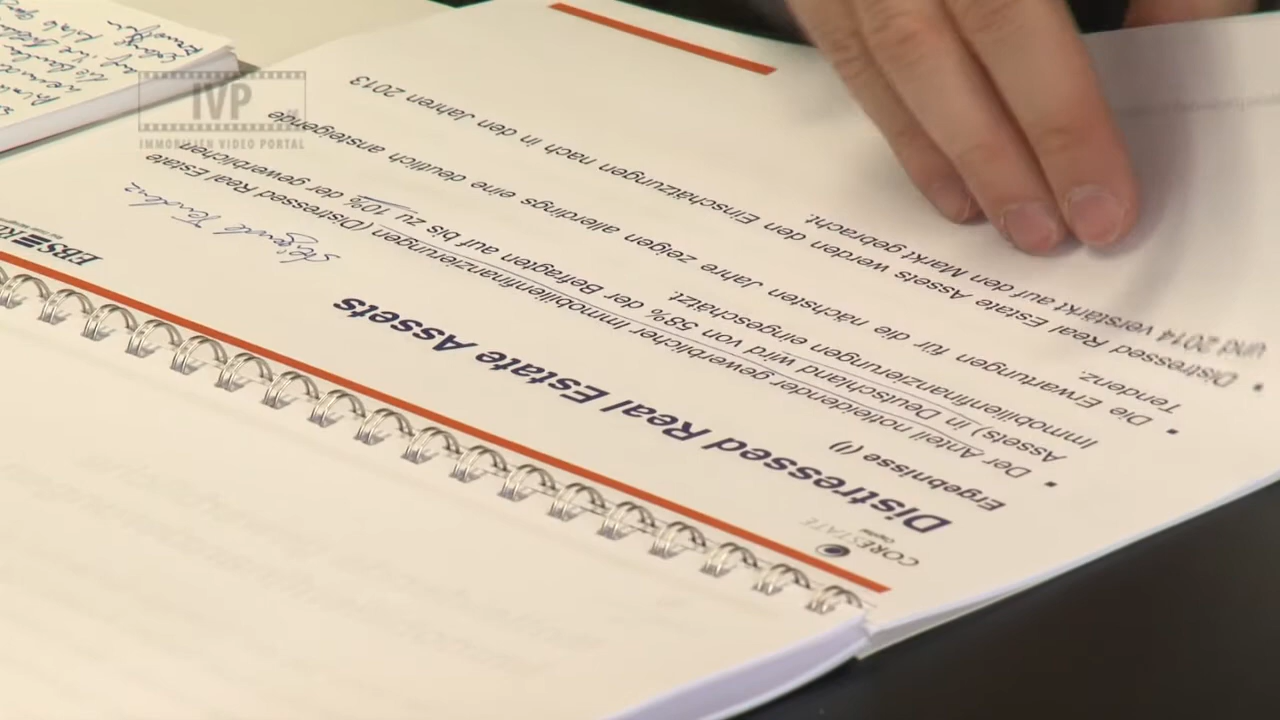 IVP
IMMOBILIEN VIDEO PORTAL
CORESTATE
Capital
EBS
Distressed Real Estate Assets
Ergebnisse (I)
▪ Der Anteil notleidender gewerblicher Immobilienfinanzierungen (Distressed Real Estate
Assets) in Deutschland wird von 58% der Befragten auf bis zu 10% der gewerblichen
Immobilienfinanzierungen eingeschätzt.
▪ Die Erwartungen für die nächsten Jahre zeigen allerdings eine deutlich ansteigende
Tendenz.
▪ Distressed Real Estate Assets werden den Einschätzungen nach in den Jahren 2013
und 2014 verstärkt auf den Markt gebracht.
Tendenz